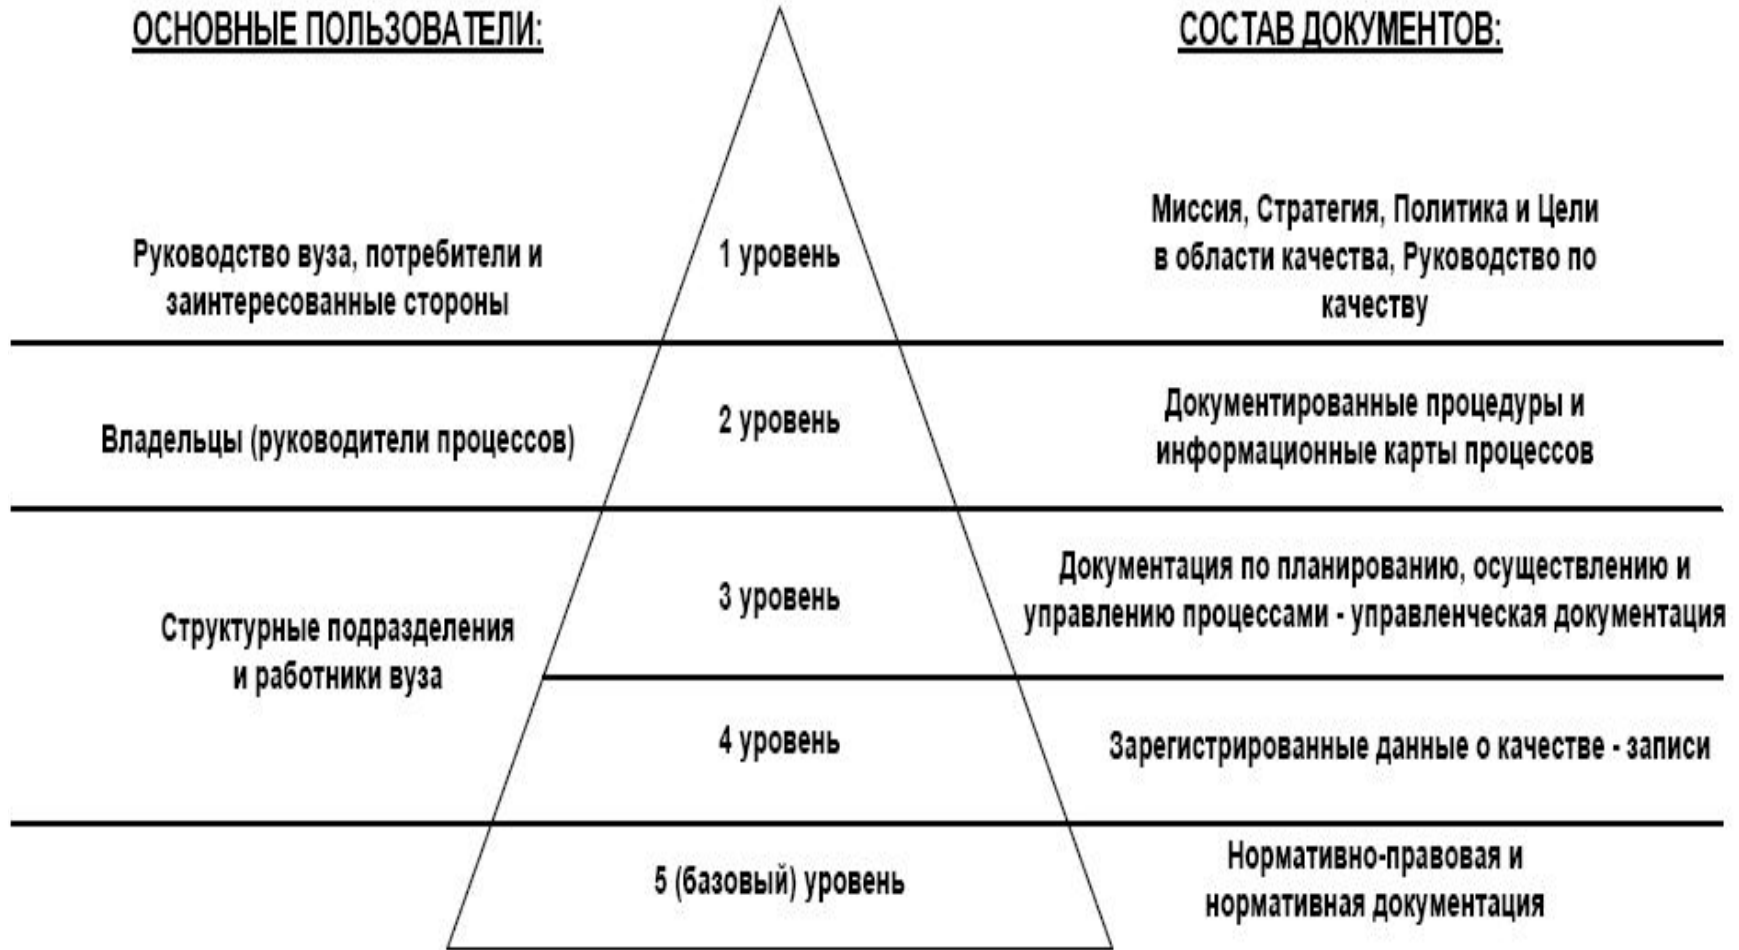 ОСНОВНЫЕ ПОЛЬЗОВАТЕЛИ:
СОСТАВ ДОКУМЕНТОВ:
Руководство вуза, потребители и
заинтересованные стороны
1 уровень
Миссия, Стратегия, Политика и Цели
в области качества, Руководство по
качеству
Владельцы (руководители процессов)
2 уровень
Документированные процедуры и
информационные карты процессов
Структурные подразделения
и работники вуза
3 уровень
Документация по планированию, осуществлению и
управлению процессами - управленческая документация
4 уровень
Зарегистрированные данные о качестве - записи
5 (базовый) уровень
Нормативно-правовая и
нормативная документация